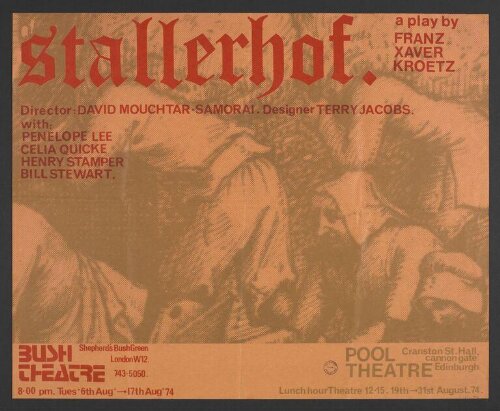 stallerhof.
a play by
FRANZ
XAVER
KROETZ
Director: DAVID MOUCHTAR-SAMORAI. Designer TERRY JACOBS.
with:
PENELOPE LEE
CELIA QUICKE
HENRY STAMPER
BILL STEWART.
BUSH
THEATRE
Shepherds Bush Green
London W12.
743-5050.
8·00 pm. Tues 6th Aug → 17th Aug '74
POOL
THEATRE
Cranston St. Hall,
cannon gate
Edinburgh
Lunch hour Theatre 12·15. 19th → 31st August. 74.